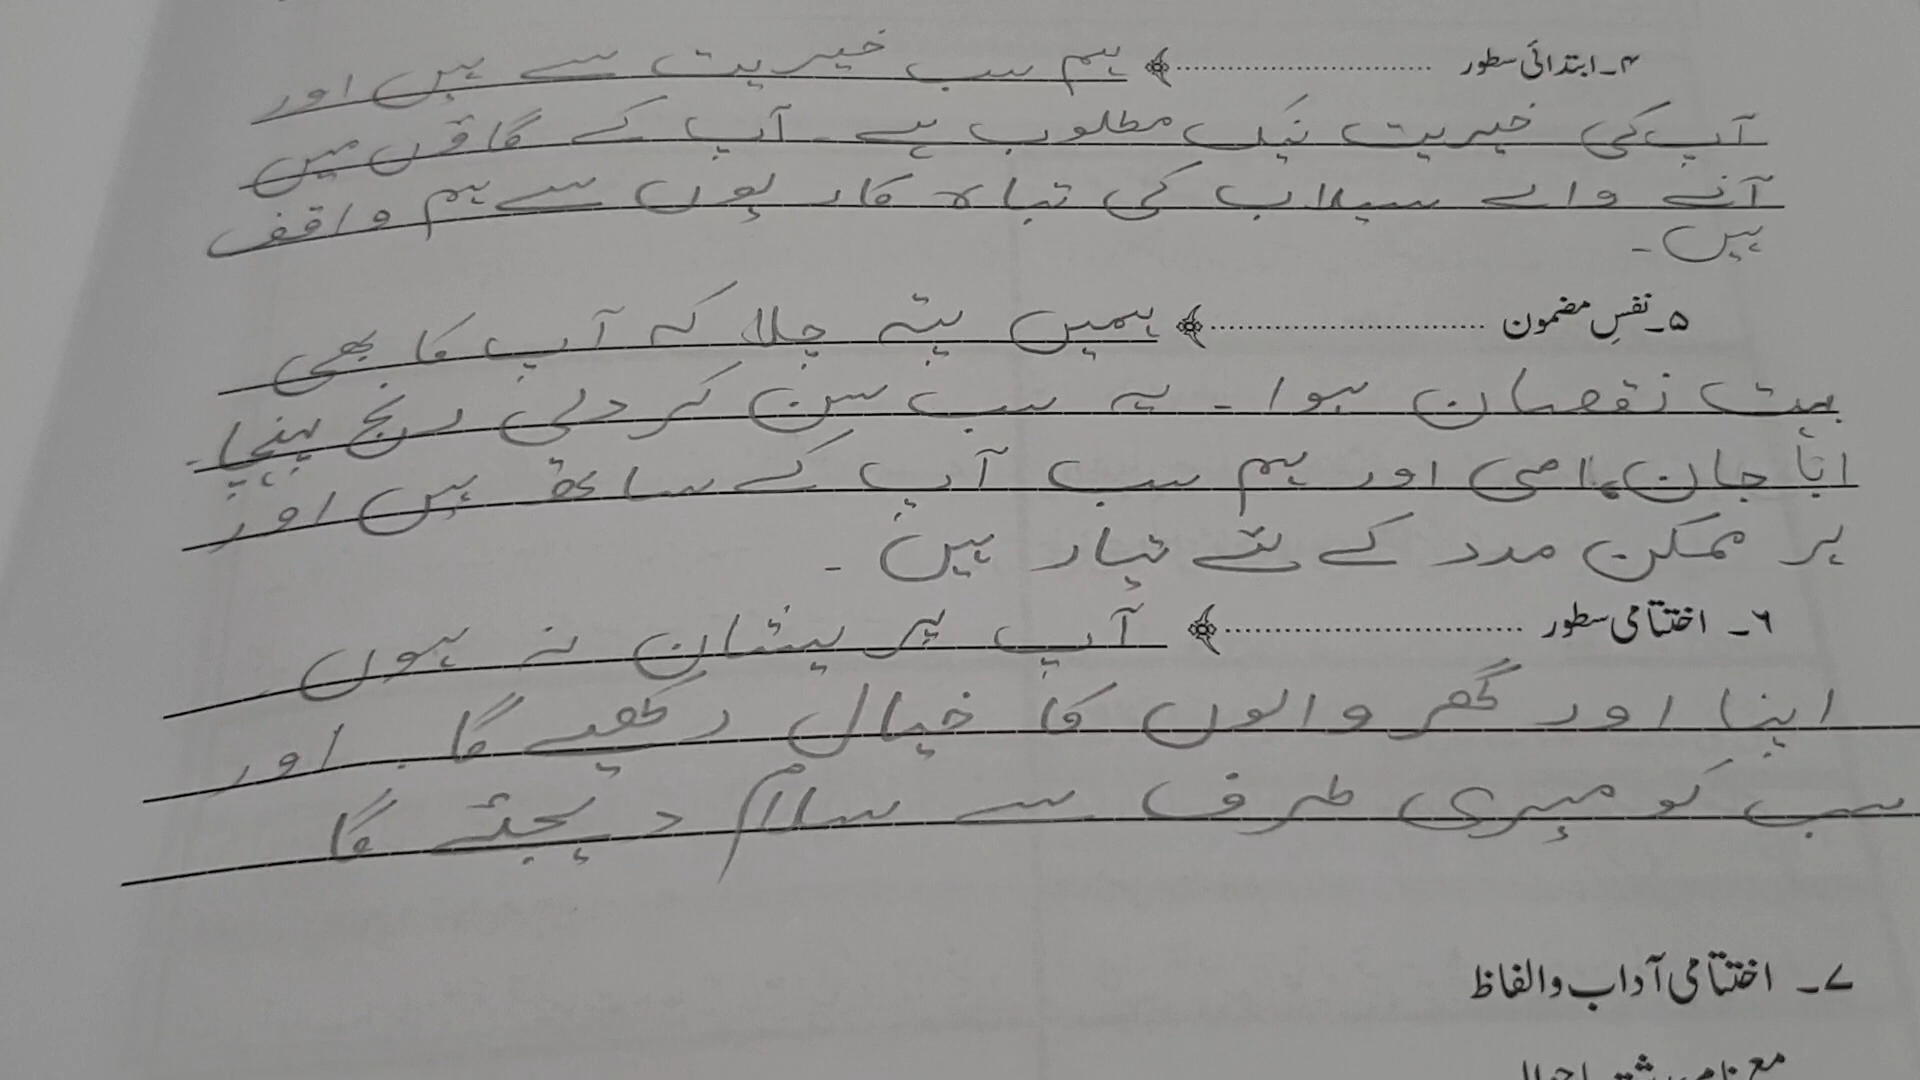 ۴۔ ابتدائی سطور ........................ ہم سب خیریت سے ہیں اور
آپ کی خیریت نیک مطلوب ہے۔ آپ کے گاؤں میں
آنے والے سیلاب کی تباہ کاریوں سے ہم واقف
ہیں۔
۵۔ نفسِ مضمون ........................ ہمیں پتہ چلا کہ آپ کا بھی
بہت نقصان ہوا۔ یہ سب سن کر دلی رنج پہنچا۔
ابّا جان، امی اور ہم سب آپ کے ساتھ ہیں اور
ہر ممکن مدد کے لئے تیار ہیں۔
۶۔ اختتامی سطور ........................ آپ پریشان نہ ہوں
اپنا اور گھر والوں کا خیال رکھیے گا۔ اور
سب کو میری طرف سے سلام دیجئے گا
۷۔ اختتامی آداب والفاظ